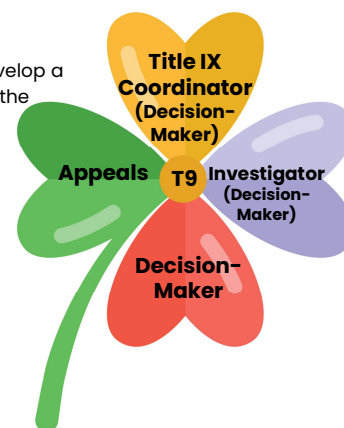 velop a
the
Title IX
Coordinator
(Decision-
Maker)
Appeals
T9
Investigator
(Decision-
Maker)
Decision-
Maker